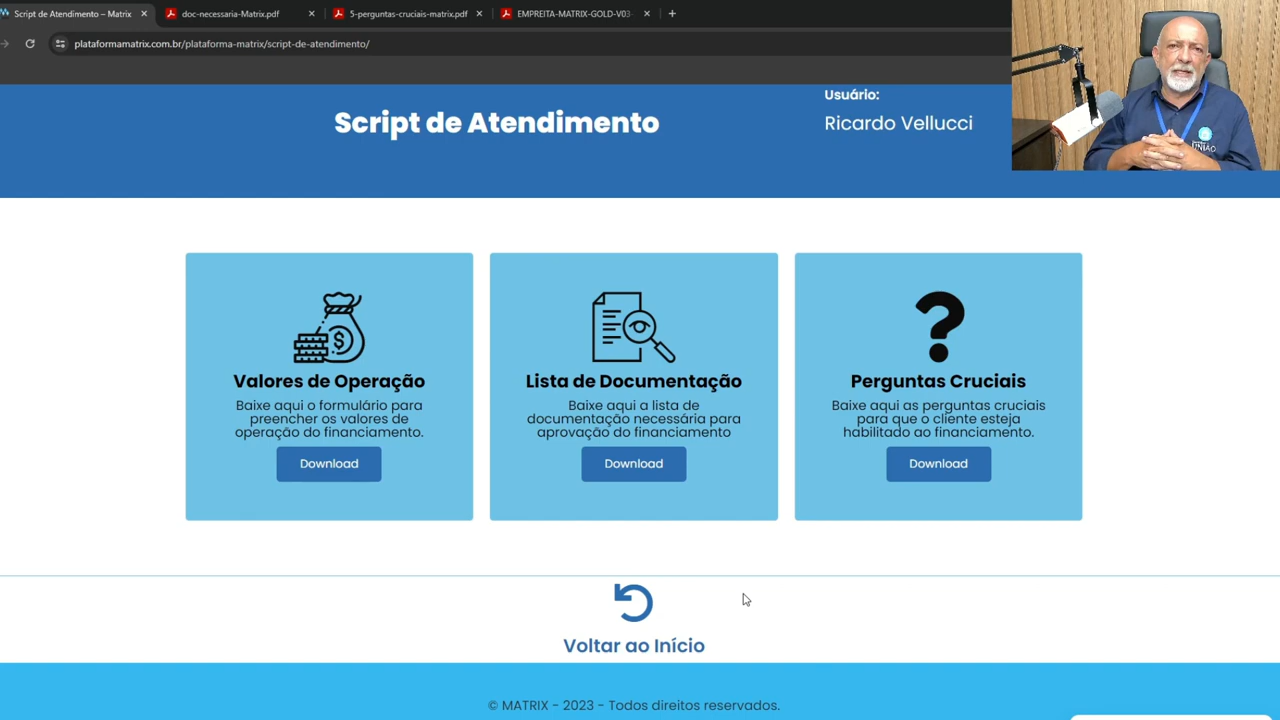 Script de Atendimento – Matrix
doc-necessaria-Matrix.pdf
5-perguntas-cruciais-matrix.pdf
EMPREITA-MATRIX-GOLD-V03-
plataformamatrix.com.br/plataforma-matrix/script-de-atendimento/
Script de Atendimento
Usuário:
Ricardo Vellucci
UNIÃO
Valores de Operação
Baixe aqui o formulário para
preencher os valores de
operação do financiamento.
Download
Lista de Documentação
Baixe aqui a lista de
documentação necessária para
aprovação do financiamento
Download
Perguntas Cruciais
Baixe aqui as perguntas cruciais
para que o cliente esteja
habilitado ao financiamento.
Download
Voltar ao Início
© MATRIX - 2023 - Todos direitos reservados.